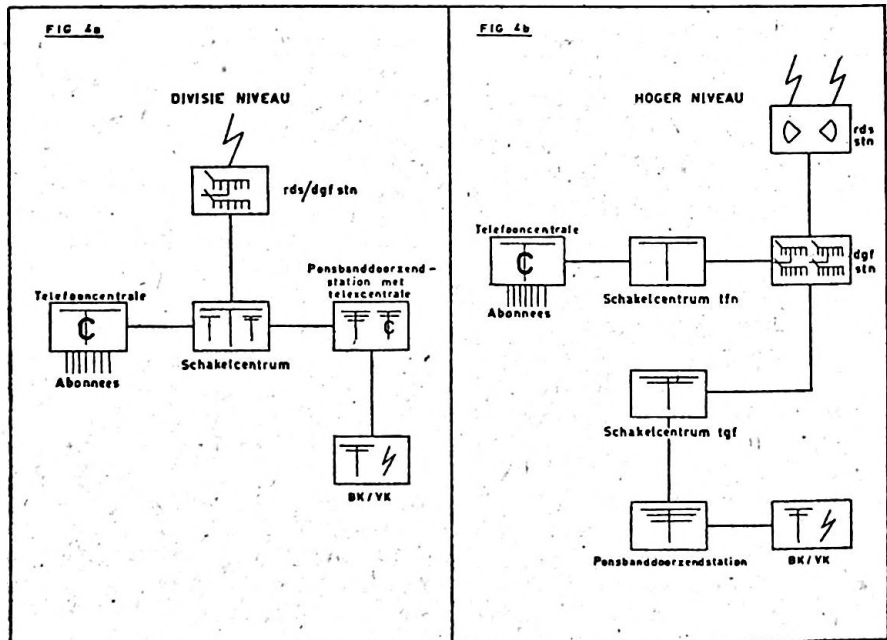 FIG 4a
DIVISIE NIVEAU
rds/dgf stn
Telefooncentrale
Abonnees
Schakelcentrum
Ponsbanddoorzend-
station met
telexcentrale
BK/VK
FIG 4b
HOGER NIVEAU
rds
stn
Telefooncentrale
Abonnees
Schakelcentrum tfn
dgf
stn
Schakelcentrum tgf
Ponsbanddoorzendstation
BK/VK